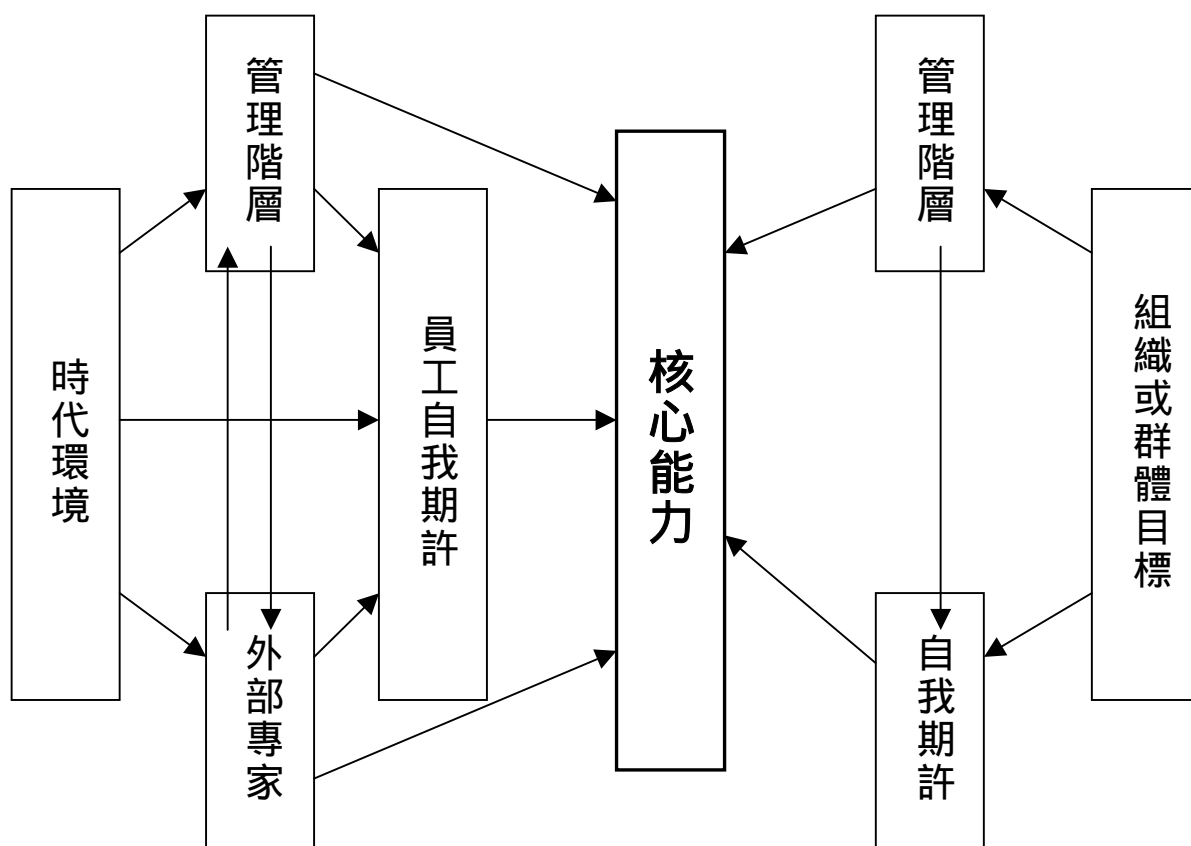 時代環境
管理階層
外部專家
員工自我期許
核心能力
管理階層
自我期許
組織或群體目標